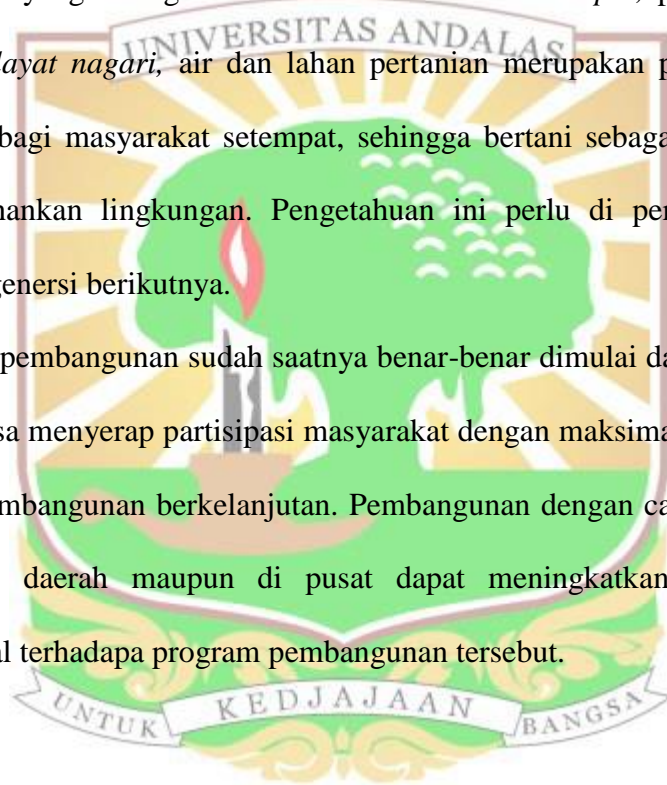 UNIVERSITAS ANDALAS
layat nagari, air dan lahan pertanian merupakan p
bagi masyarakat setempat, sehingga bertani sebaga
nankan lingkungan. Pengetahuan ini perlu di per
genersi berikutnya.
pembangunan sudah saatnya benar-benar dimulai da
sa menyerap partisipasi masyarakat dengan maksima
mbangunan berkelanjutan. Pembangunan dengan ca
daerah maupun di pusat dapat meningkatkan
al terhadapa program pembangunan tersebut.
UNTUK KEDJAJAAN BANGSA